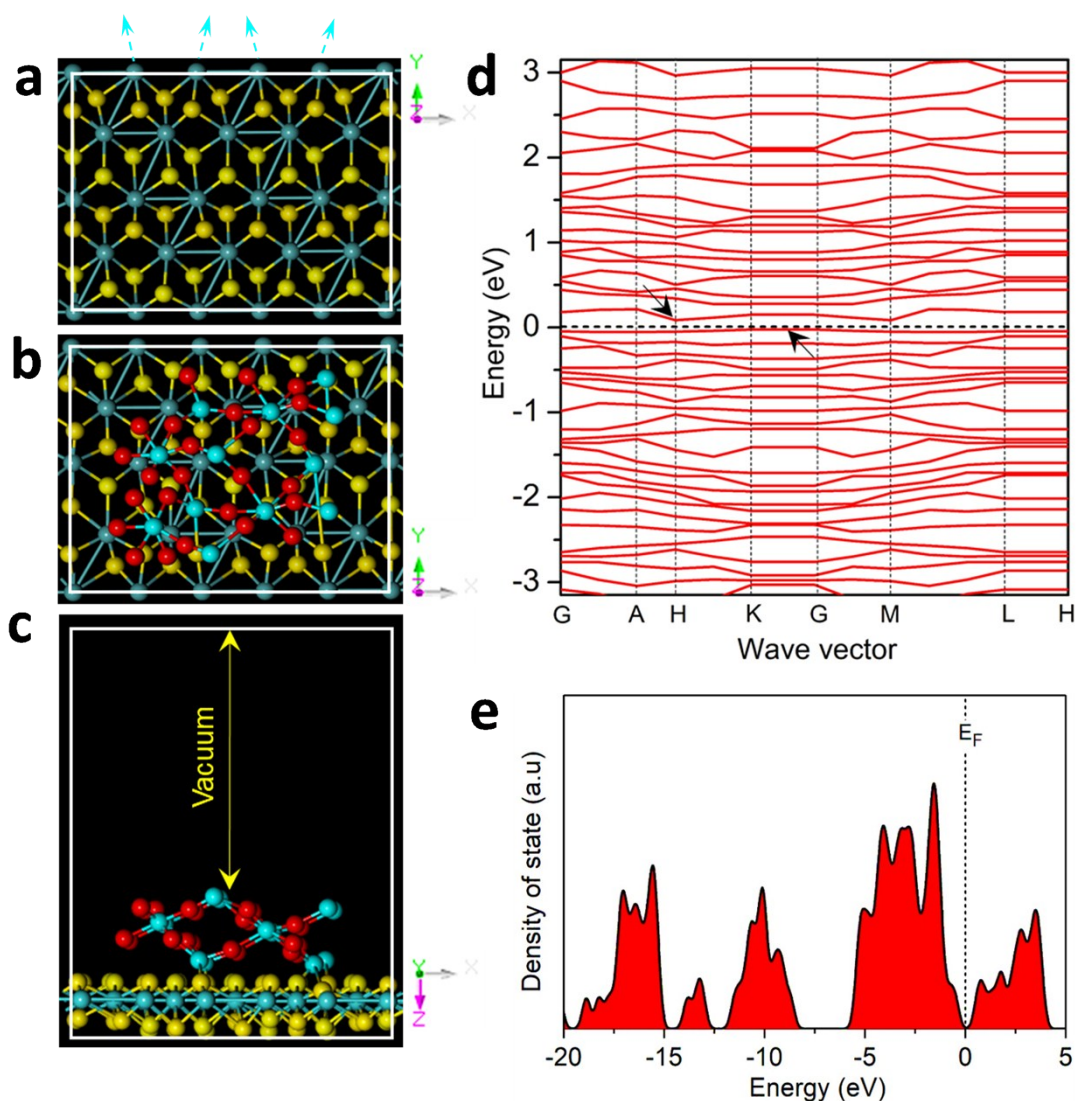 a
Y
Z
X
b
Y
Z
X
c
Vacuum
Y
X
Z
d
3
2
1
0
-1
-2
-3
Energy (eV)
G A H K G M L H
Wave vector
e
E_F
Density of state (a.u)
-20 -15 -10 -5 0 5
Energy (eV)